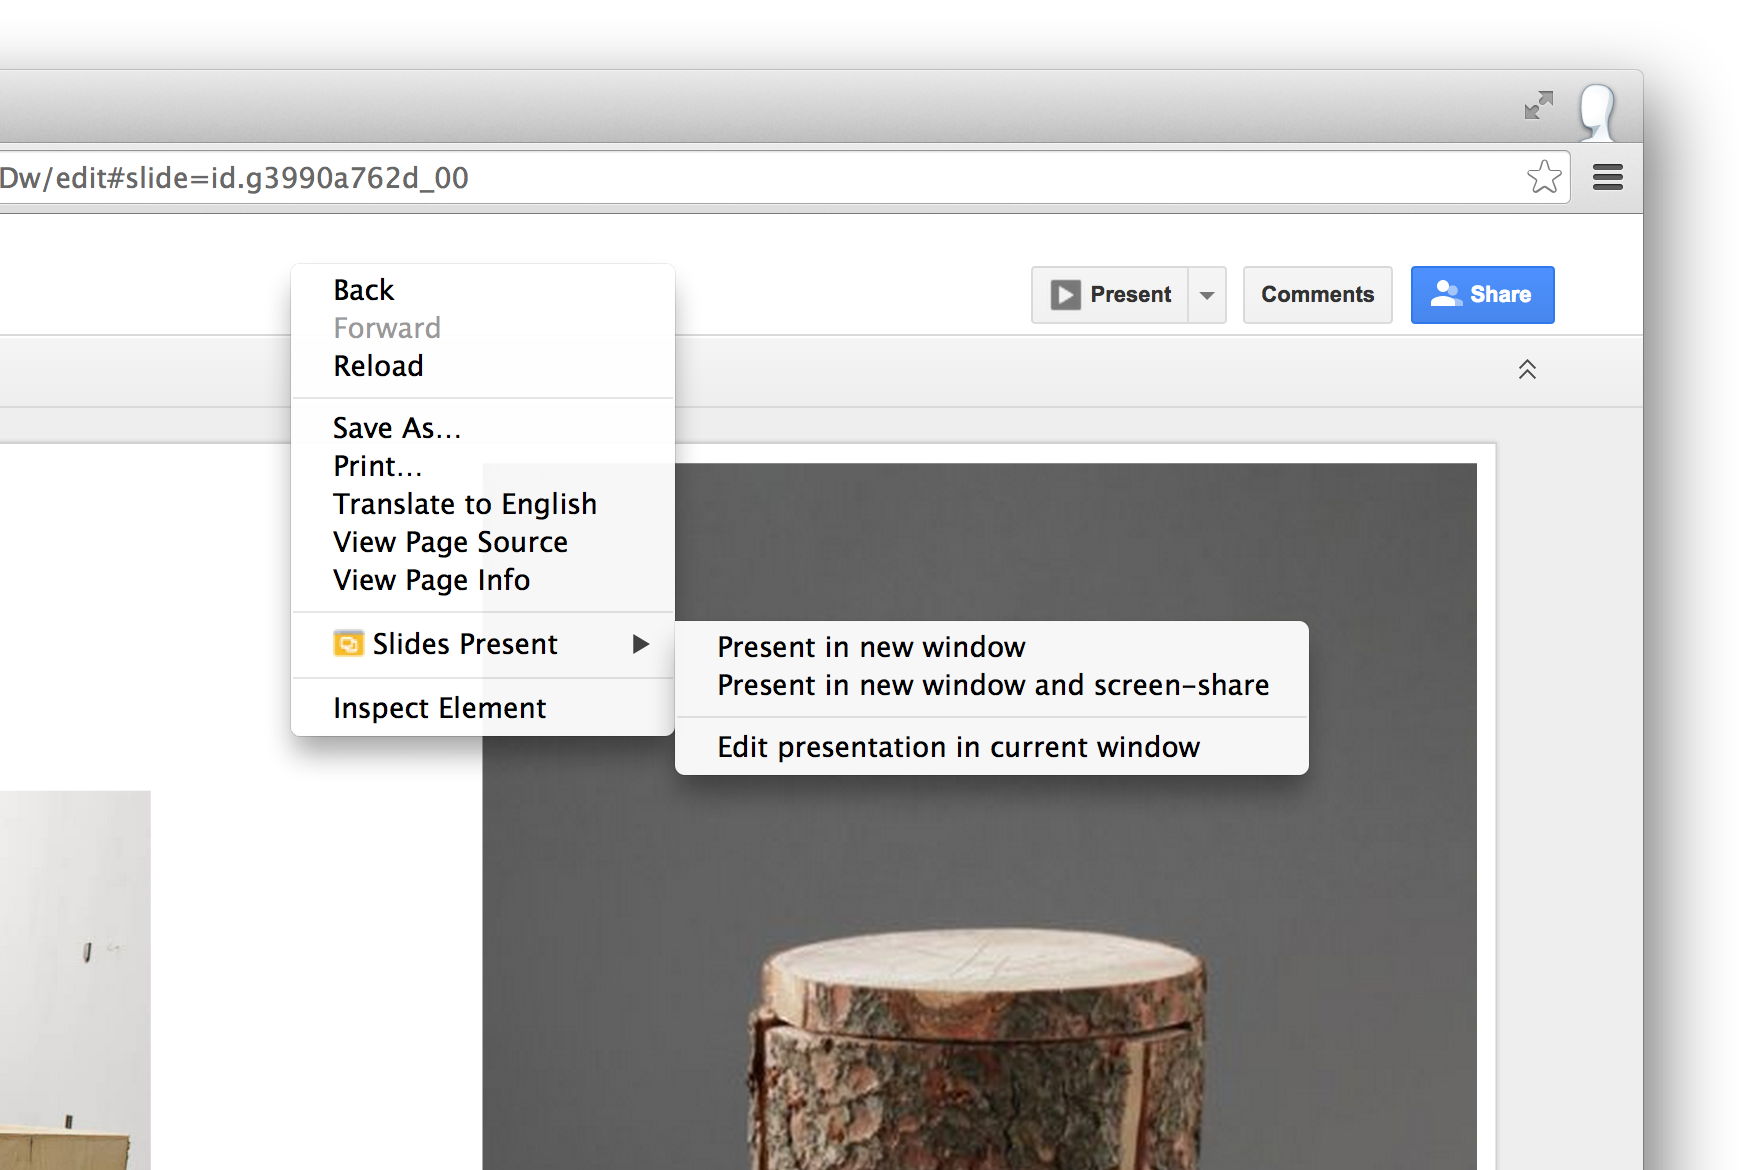 Dw/edit#slide=id.g3990a762d_00
Present
Comments
Share
Back
Forward
Reload
Save As...
Print...
Translate to English
View Page Source
View Page Info
Slides Present
Inspect Element
Present in new window
Present in new window and screen-share
Edit presentation in current window